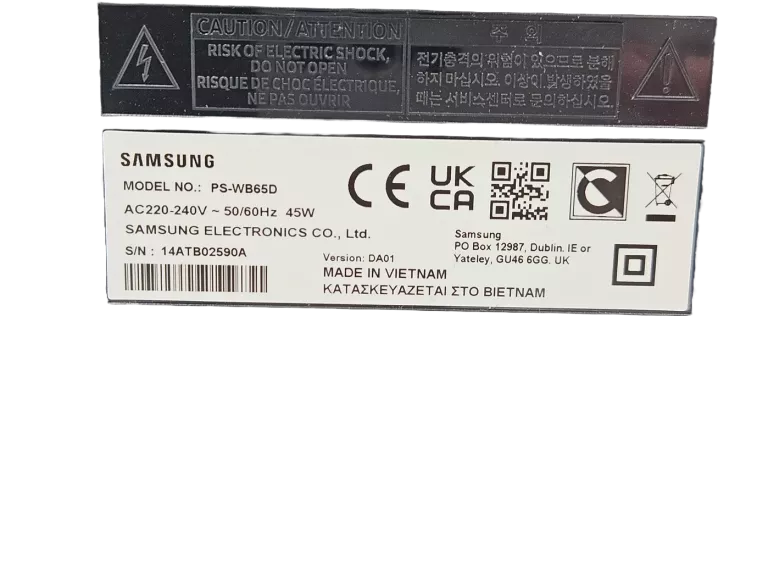 CAUTION/ATTENTION
RISK OF ELECTRIC SHOCK,
DO NOT OPEN
RISQUE DE CHOC ÉLECTRIQUE,
NE PAS OUVRIR
주 의
전기충격의 위험이 있으므로 분해
하지 마십시오. 이상이 발생하였을
때는 서비스센터로 문의하십시오.
SAMSUNG
MODEL NO.: PS-WB65D
AC220-240V ~ 50/60Hz 45W
SAMSUNG ELECTRONICS CO., Ltd.
S/N : 14ATB02590A
CE
UK
CA
Samsung
PO Box 12987, Dublin. IE or
Yateley, GU46 6GG. UK
Version: DA01
MADE IN VIETNAM
ΚΑΤΑΣΚΕΥΑΖΕΤΑΙ ΣΤΟ ΒΙΕΤΝΑΜ